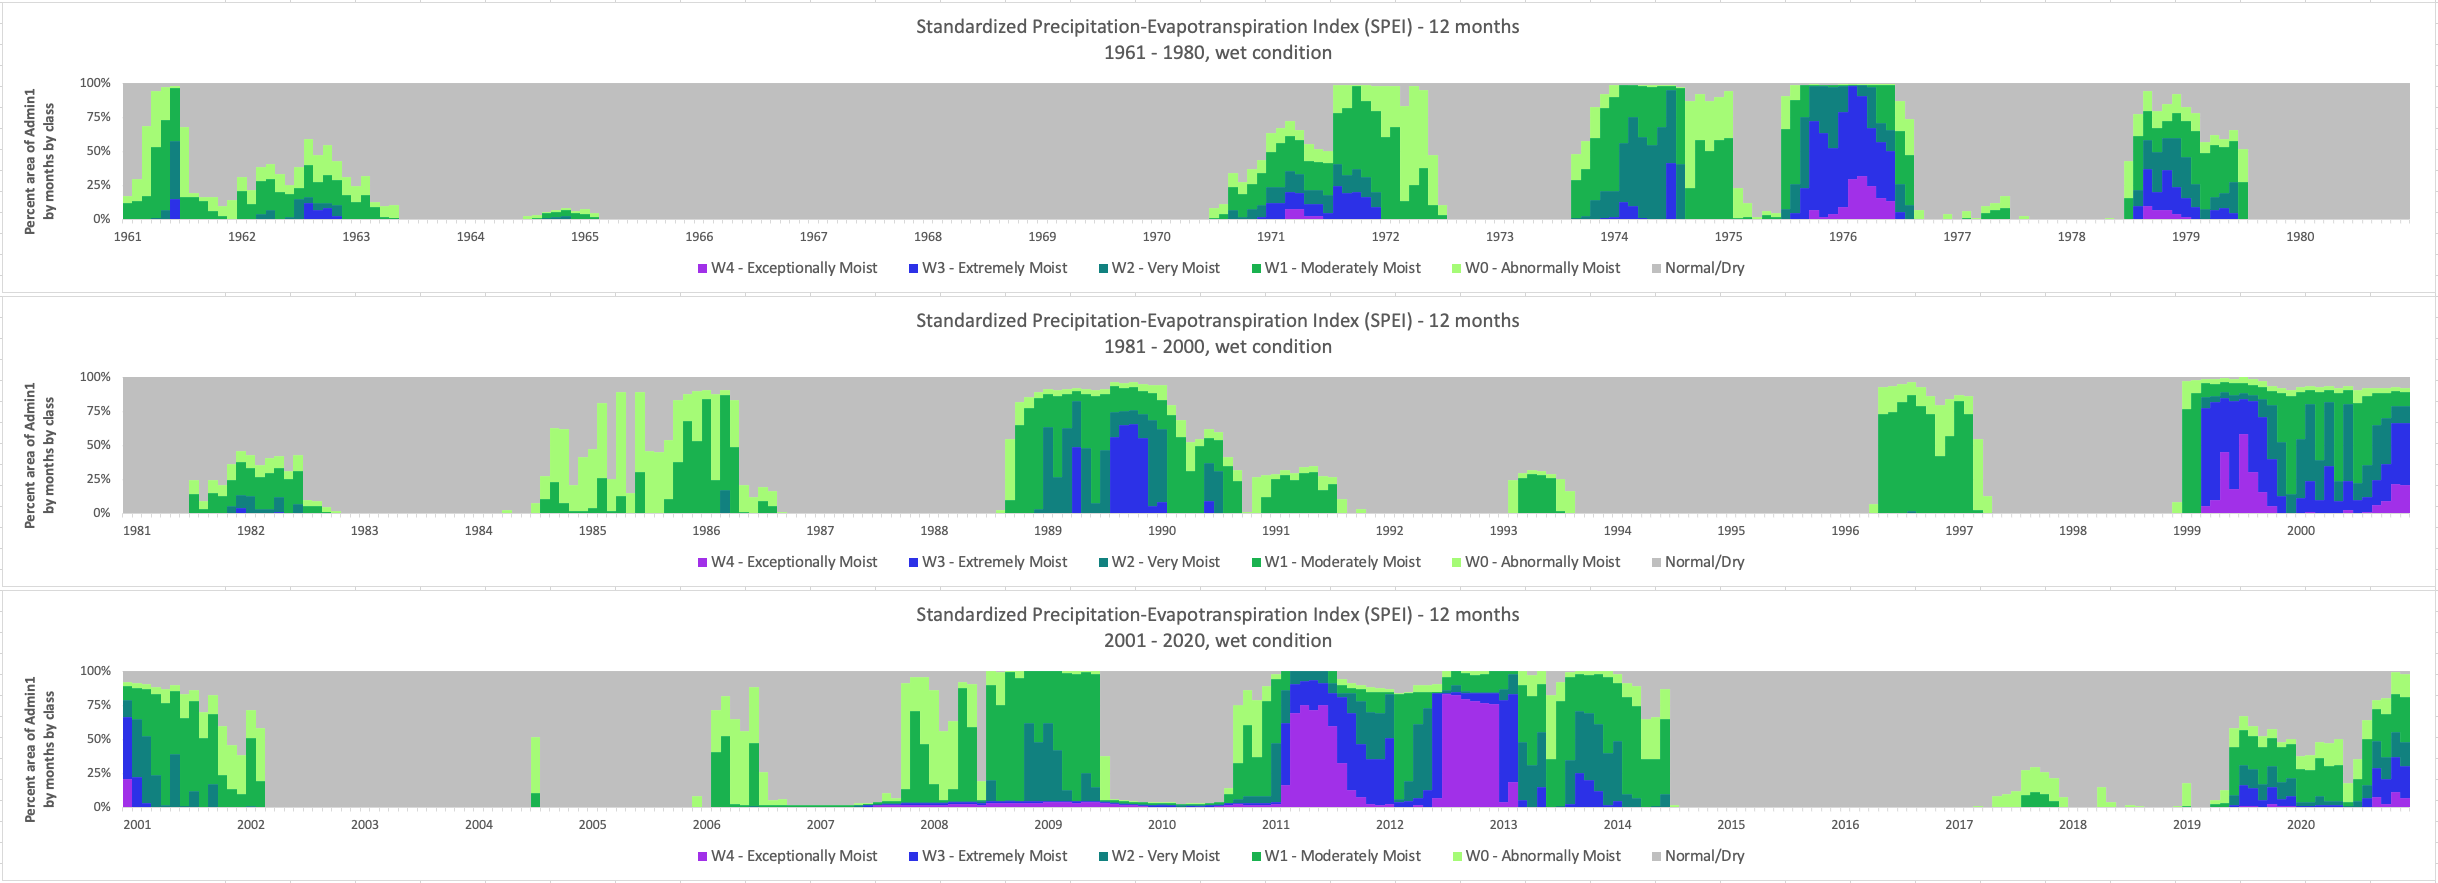 Standardized Precipitation-Evapotranspiration Index (SPEI) - 12 months
1961 - 1980, wet condition
Percent area of Admin1
by months by class
100%
75%
50%
25%
0%
1961 1962 1963 1964 1965 1966 1967 1968 1969 1970 1971 1972 1973 1974 1975 1976 1977 1978 1979 1980
W4 - Exceptionally Moist W3 - Extremely Moist W2 - Very Moist W1 - Moderately Moist W0 - Abnormally Moist Normal/Dry
Standardized Precipitation-Evapotranspiration Index (SPEI) - 12 months
1981 - 2000, wet condition
Percent area of Admin1
by months by class
100%
75%
50%
25%
0%
1981 1982 1983 1984 1985 1986 1987 1988 1989 1990 1991 1992 1993 1994 1995 1996 1997 1998 1999 2000
W4 - Exceptionally Moist W3 - Extremely Moist W2 - Very Moist W1 - Moderately Moist W0 - Abnormally Moist Normal/Dry
Standardized Precipitation-Evapotranspiration Index (SPEI) - 12 months
2001 - 2020, wet condition
Percent area of Admin1
by months by class
100%
75%
50%
25%
0%
2001 2002 2003 2004 2005 2006 2007 2008 2009 2010 2011 2012 2013 2014 2015 2016 2017 2018 2019 2020
W4 - Exceptionally Moist W3 - Extremely Moist W2 - Very Moist W1 - Moderately Moist W0 - Abnormally Moist Normal/Dry